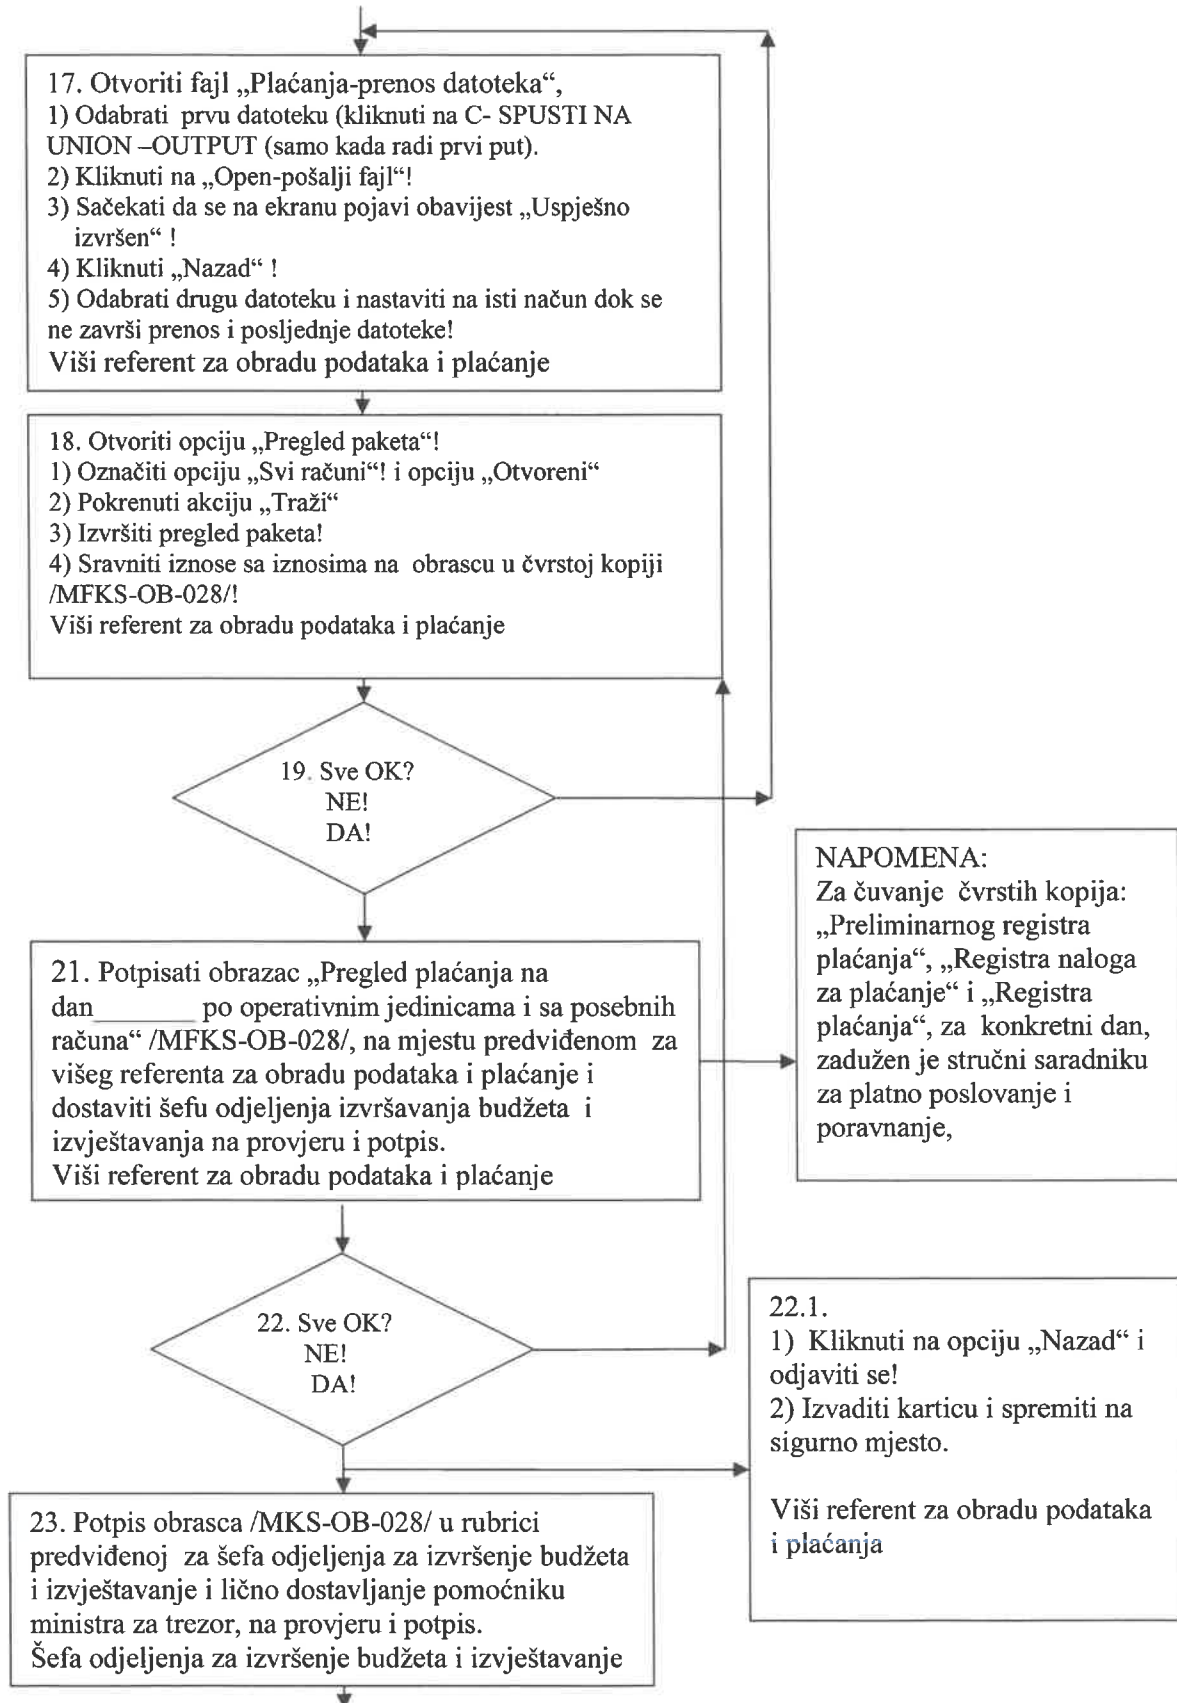 17. Otvoriti fajl „Plaćanja-prenos datoteka“,
1) Odabrati prvu datoteku (kliknuti na C- SPUSTI NA
UNION –OUTPUT (samo kada radi prvi put).
2) Kliknuti na „Open-pošalji fajl“!
3) Sačekati da se na ekranu pojavi obavijest „Uspješno
izvršen“ !
4) Kliknuti „Nazad“ !
5) Odabrati drugu datoteku i nastaviti na isti način dok se
ne završi prenos i posljednje datoteke!
Viši referent za obradu podataka i plaćanje
18. Otvoriti opciju „Pregled paketa“!
1) Označiti opciju „Svi računi“! i opciju „Otvoreni“
2) Pokrenuti akciju „Traži“
3) Izvršiti pregled paketa!
4) Sravniti iznose sa iznosima na obrascu u čvrstoj kopiji
/MFKS-OB-028/!
Viši referent za obradu podataka i plaćanje
19. Sve OK?
NE!
DA!
NAPOMENA:
Za čuvanje čvrstih kopija:
„Preliminarnog registra
plaćanja“, „Registra naloga
za plaćanje“ i „Registra
plaćanja“, za konkretni dan,
zadužen je stručni saradniku
za platno poslovanje i
poravnanje,
21. Potpisati obrazac „Pregled plaćanja na
dan_______ po operativnim jedinicama i sa posebnih
računa“ /MFKS-OB-028/, na mjestu predviđenom za
višeg referenta za obradu podataka i plaćanje i
dostaviti šefu odjeljenja izvršavanja budžeta i
izvještavanja na provjeru i potpis.
Viši referent za obradu podataka i plaćanje
22. Sve OK?
NE!
DA!
22.1.
1) Kliknuti na opciju „Nazad“ i
odjaviti se!
2) Izvaditi karticu i spremiti na
sigurno mjesto.
Viši referent za obradu podataka
i plaćanja
23. Potpis obrasca /MKS-OB-028/ u rubrici
predviđenoj za šefa odjeljenja za izvršenje budžeta
i izvještavanje i lično dostavljanje pomoćniku
ministra za trezor, na provjeru i potpis.
Šefa odjeljenja za izvršenje budžeta i izvještavanje